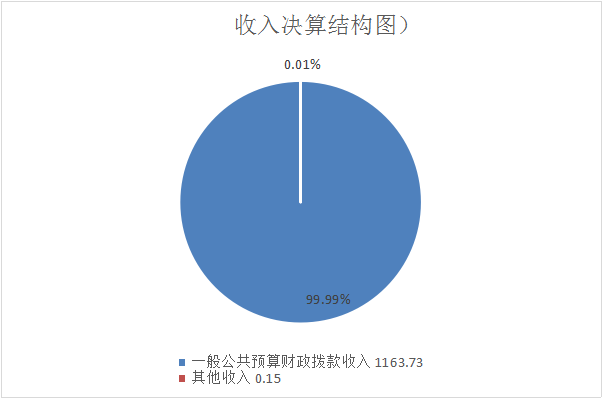 收入决算结构图）
0.01%
99.99%
一般公共预算财政拨款收入 1163.73
其他收入 0.15